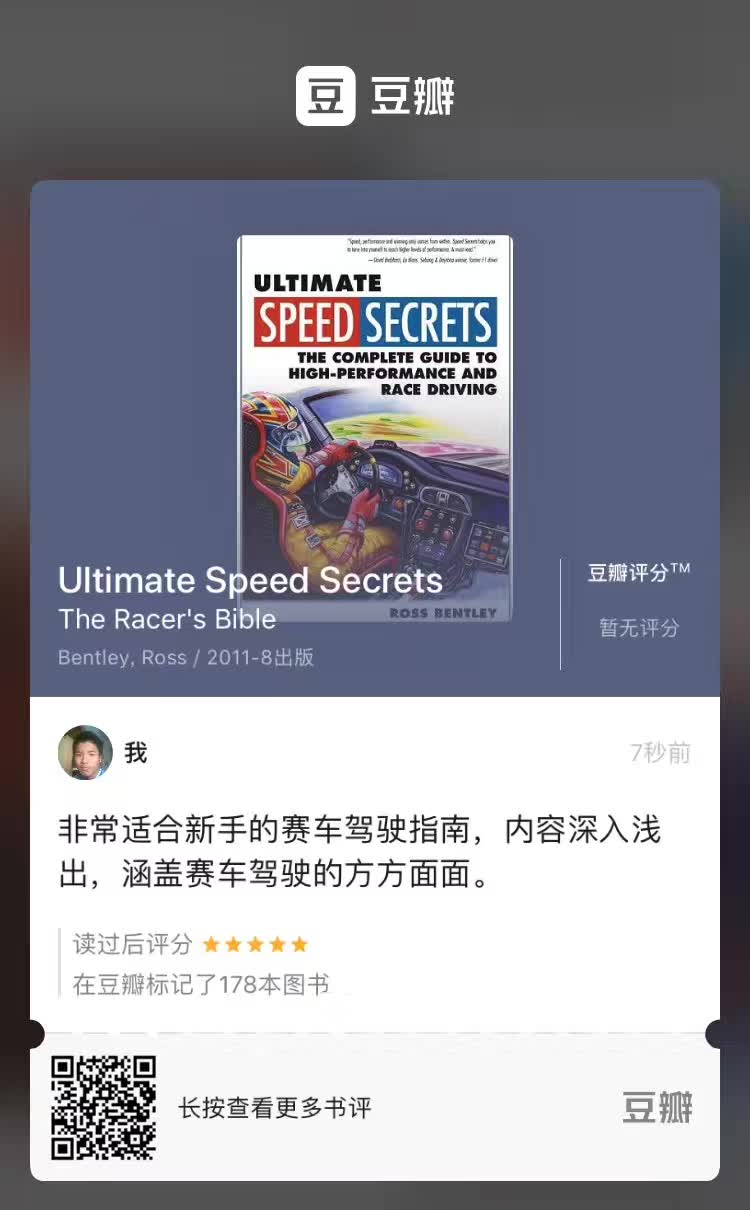 豆 豆瓣
"Speed, performance and winning only comes from within. Speed Secrets helps you
to tune into yourself to reach higher levels of performance. A must-read."
ULTIMATE
SPEED SECRETS
THE COMPLETE GUIDE TO
HIGH-PERFORMANCE AND
RACE DRIVING
ROSS BENTLEY
Ultimate Speed Secrets
The Racer's Bible
Bentley, Ross / 2011-8出版
豆瓣评分TM
暂无评分
我
7秒前
非常适合新手的赛车驾驶指南，内容深入浅
出，涵盖赛车驾驶的方方面面。
读过后评分 ★★★★★
在豆瓣标记了178本图书
长按查看更多书评
豆瓣